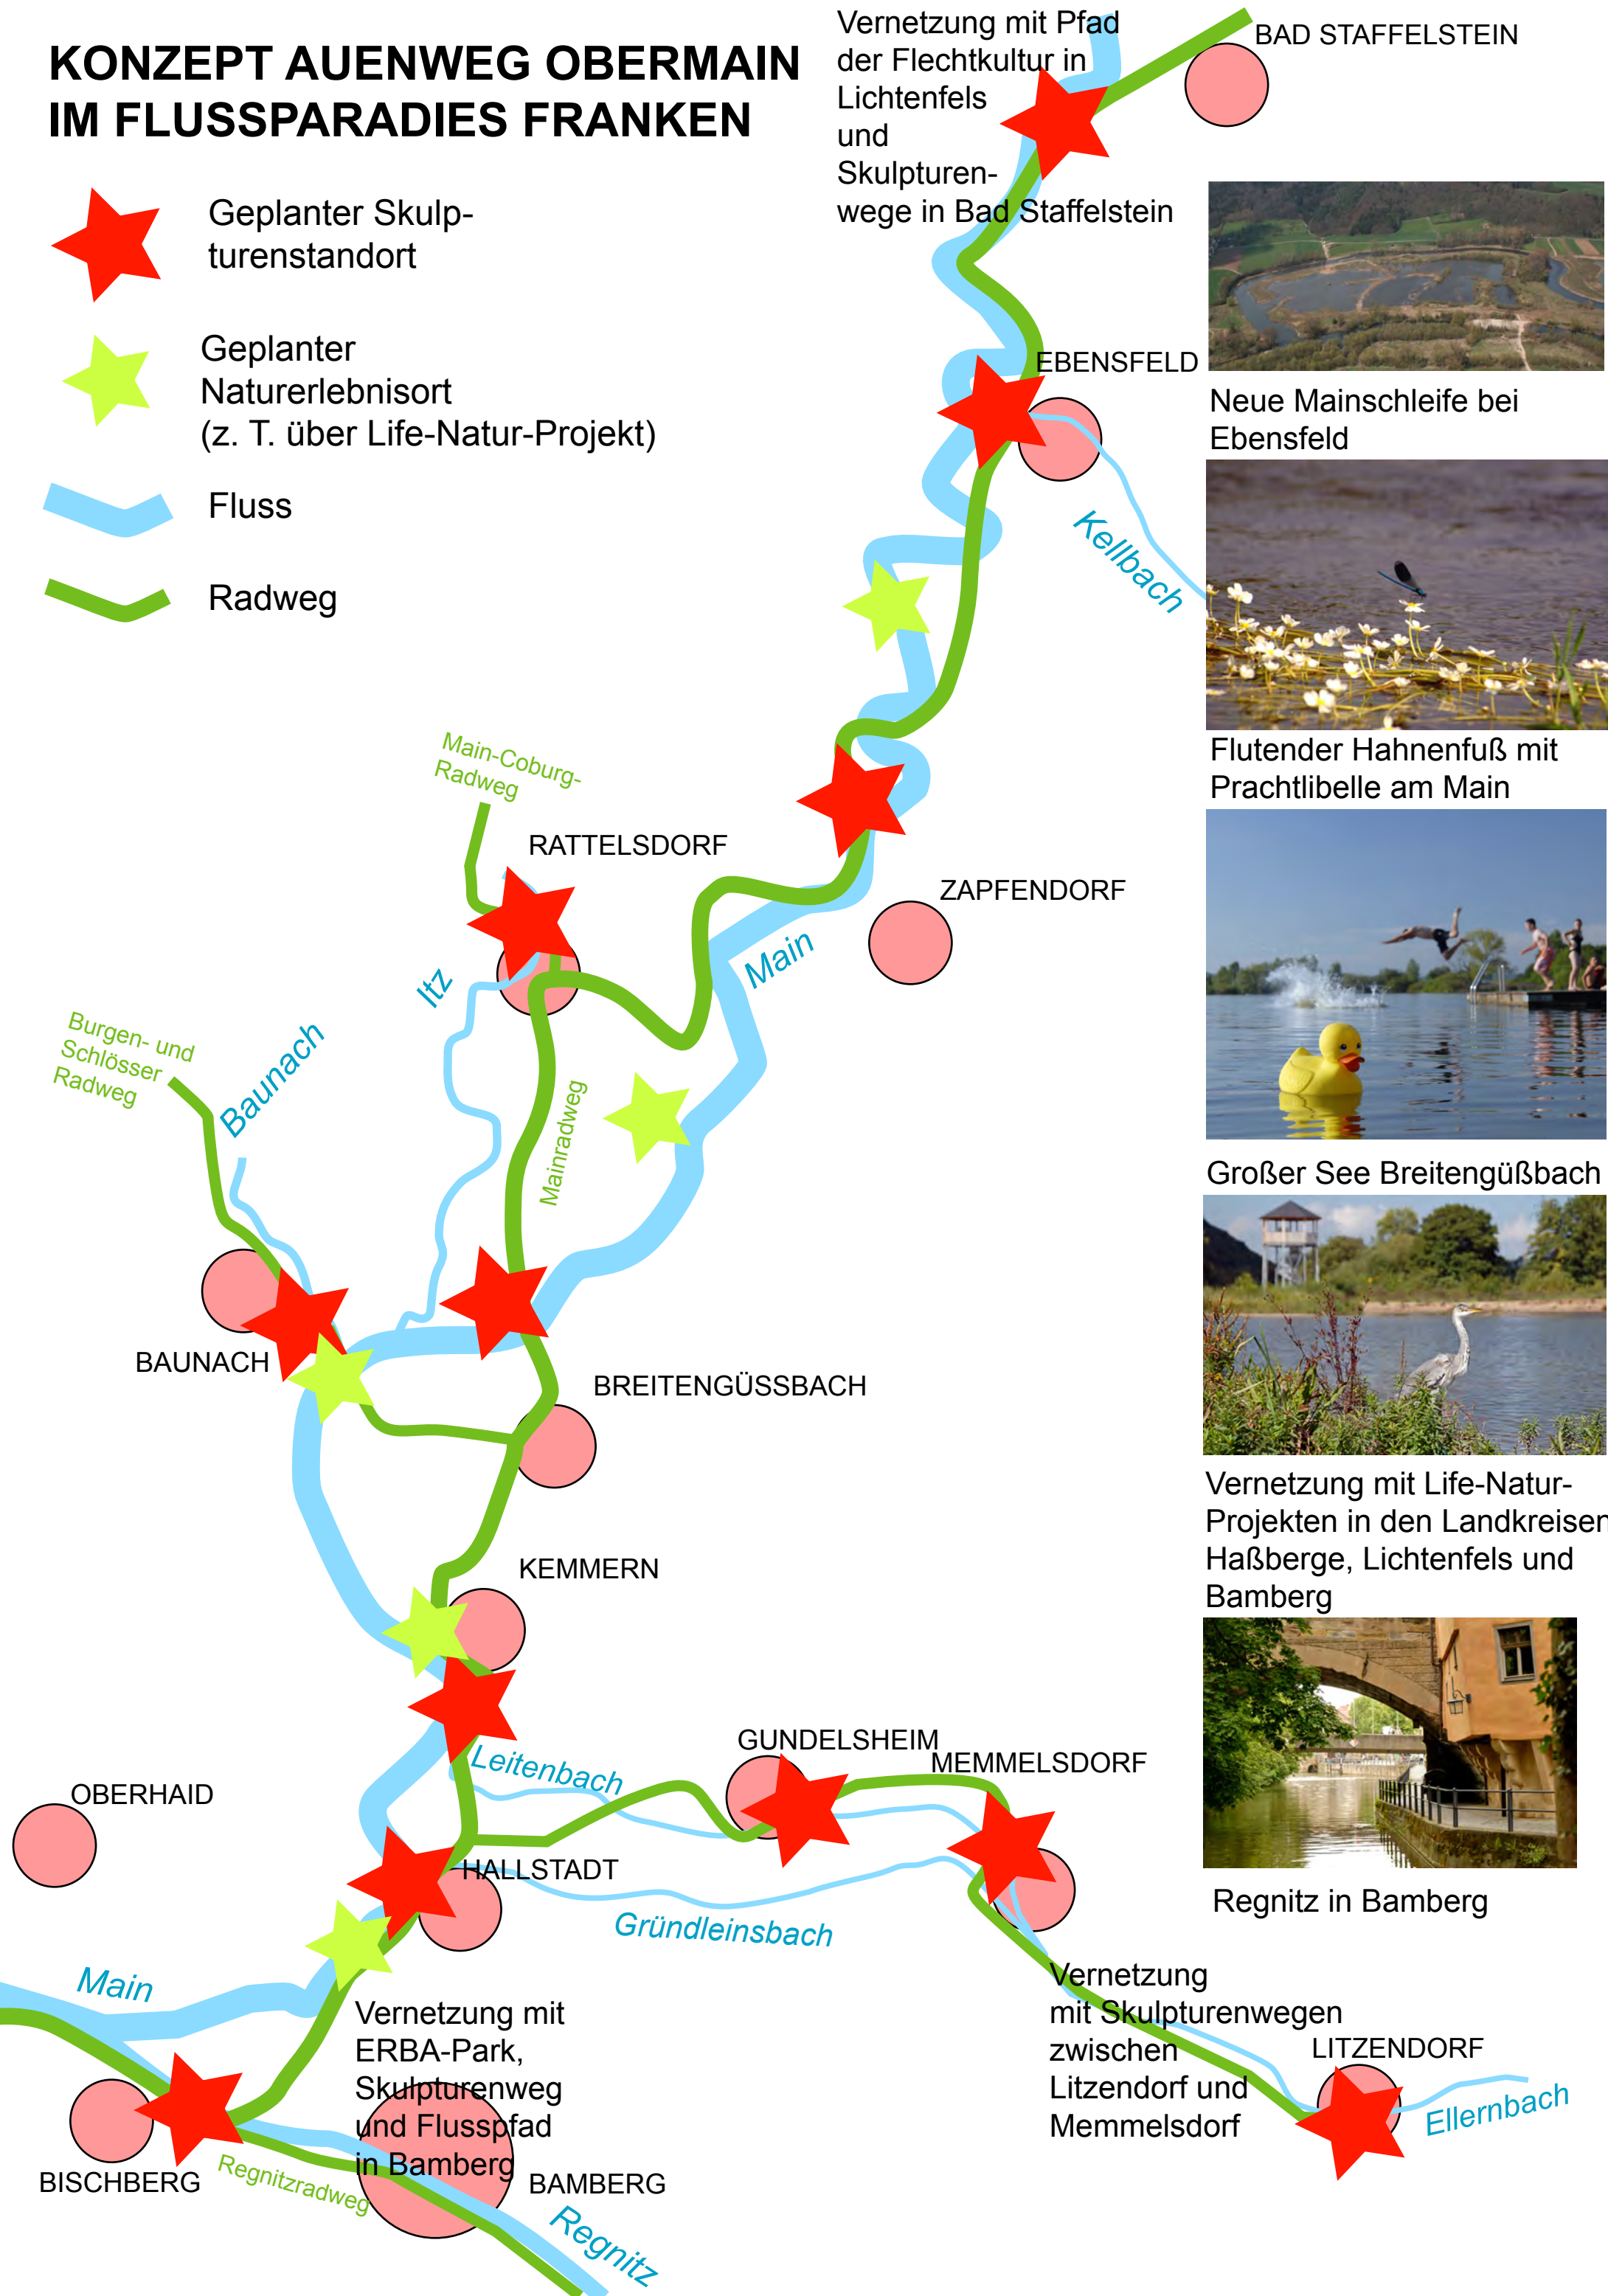 KONZEPT AUENWEG OBERMAIN
IM FLUSSPARADIES FRANKEN
Geplanter Skulp-
turenstandort
Geplanter
Naturerlebnisort
(z. T. über Life-Natur-Projekt)
Fluss
Radweg
Vernetzung mit Pfad
der Flechtkultur in
Lichtenfels
und
Skulpturen-
wege in Bad Staffelstein
BAD STAFFELSTEIN
Neue Mainschleife bei
Ebensfeld
EBENSFELD
Kellbach
Flutender Hahnenfuß mit
Prachtlibelle am Main
Main-Coburg-
Radweg
RATTELSDORF
ZAPFENDORF
Main
Itz
Burgen- und
Schlösser
Radweg
Baunach
Mainradweg
Großer See Breitengüßbach
BAUNACH
BREITENGÜSSBACH
Vernetzung mit Life-Natur-
Projekten in den Landkreisen
Haßberge, Lichtenfels und
Bamberg
KEMMERN
Leitenbach
GUNDELSHEIM
MEMMELSDORF
OBERHAID
HALLSTADT
Gründleinsbach
Regnitz in Bamberg
Main
Vernetzung mit
ERBA-Park,
Skulpturenweg
und Flusspfad
in Bamberg
Vernetzung
mit Skulpturenwegen
zwischen
Litzendorf und
Memmelsdorf
LITZENDORF
Ellernbach
BISCHBERG
Regnitzradweg
BAMBERG
Regnitz